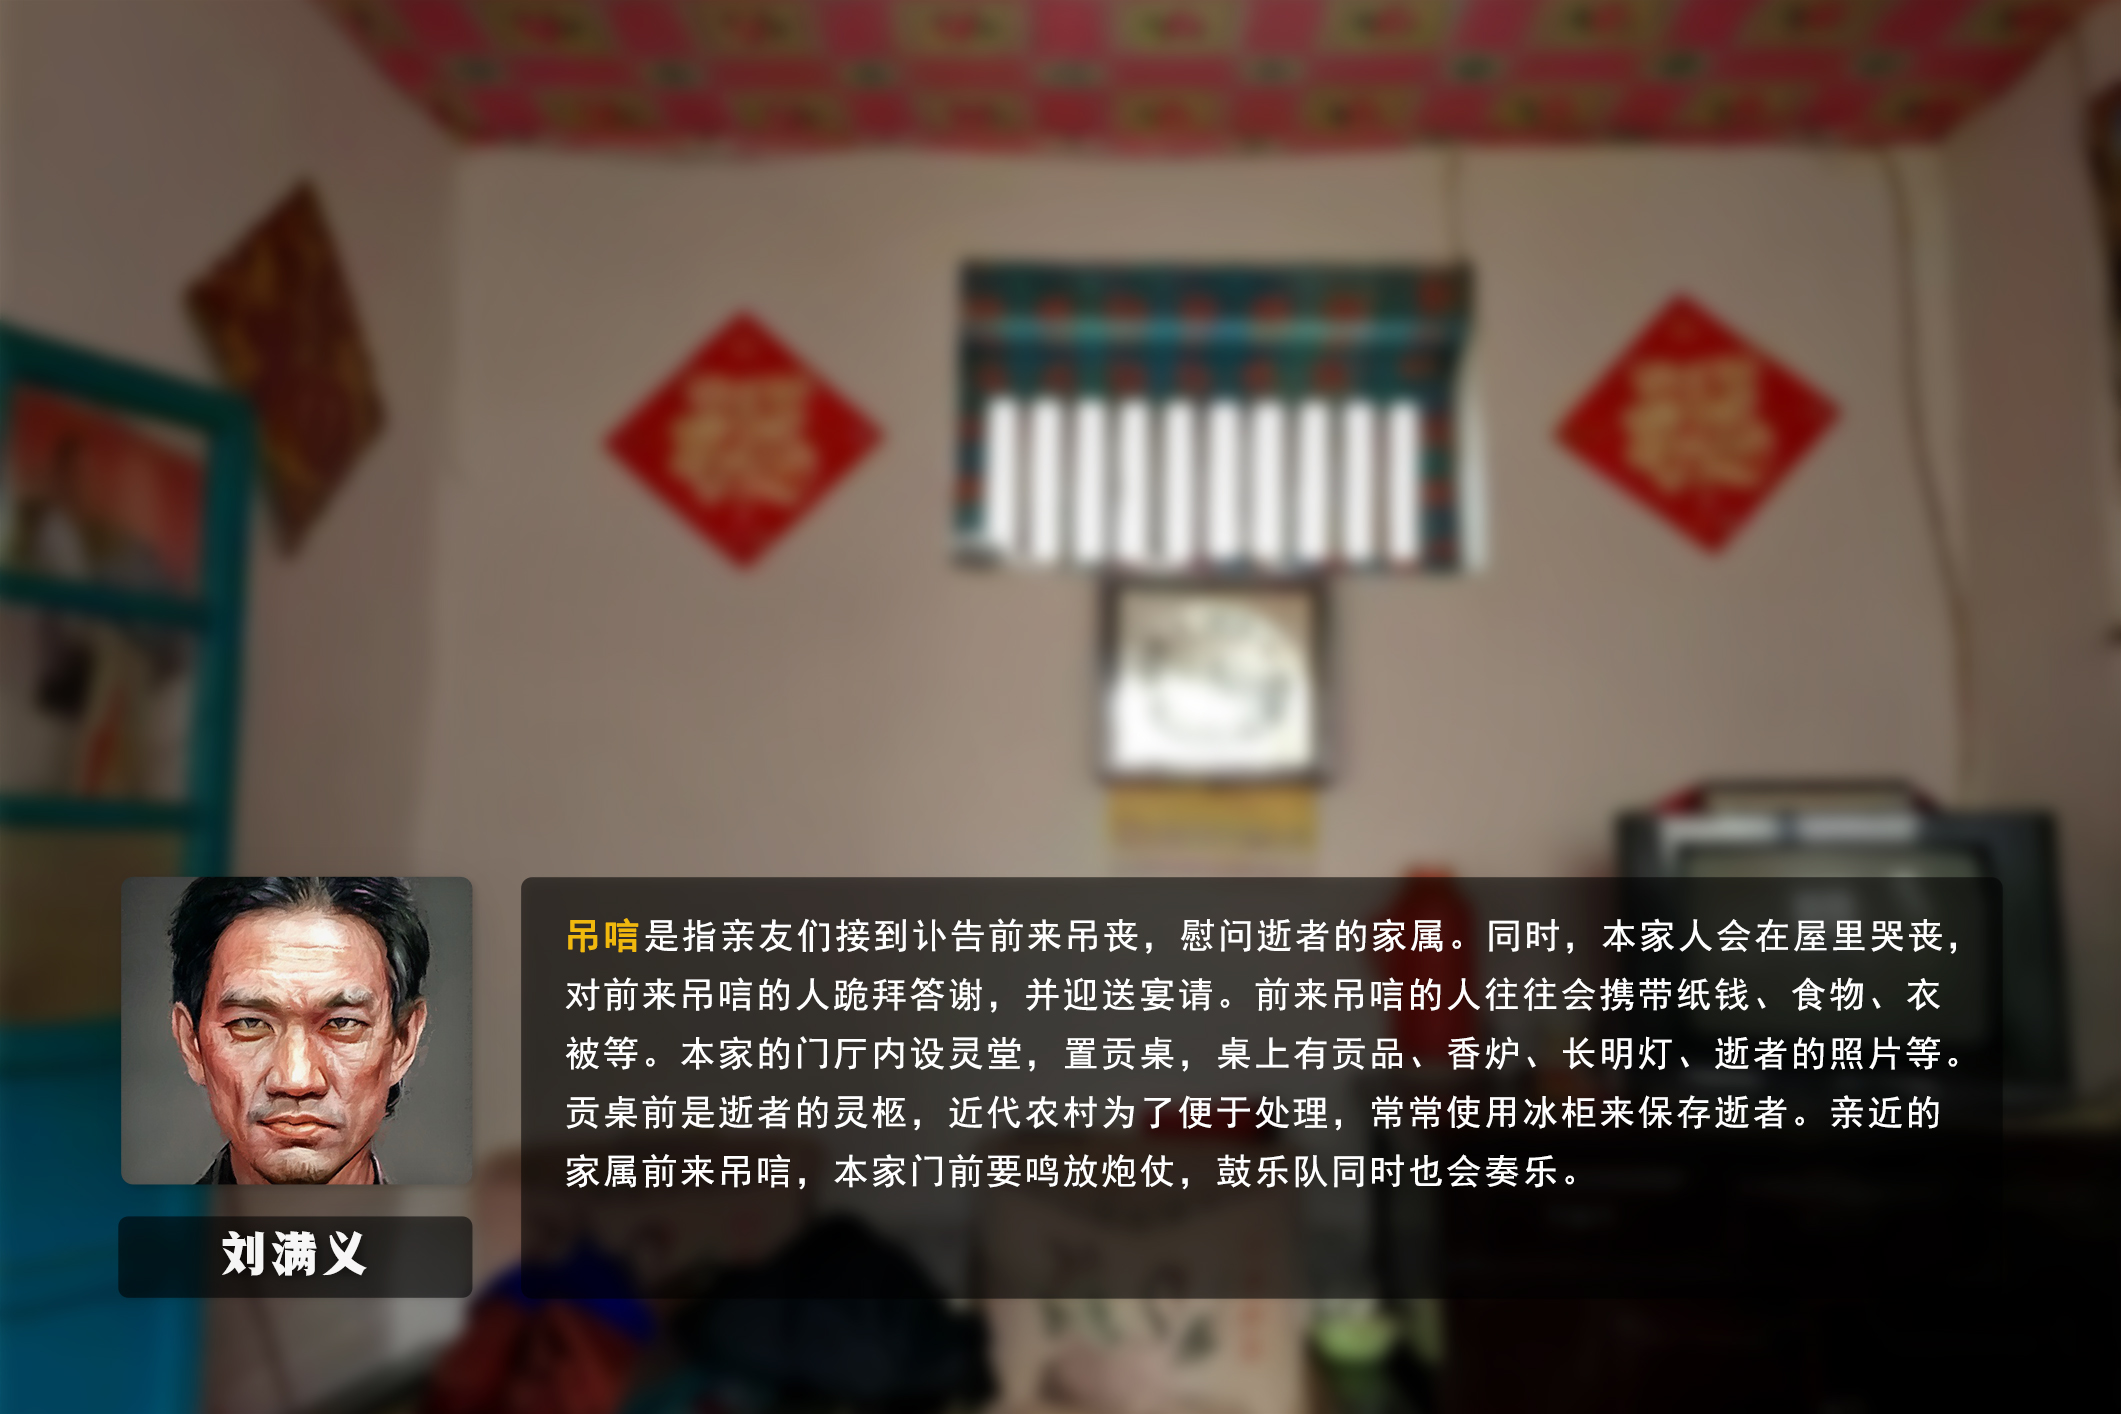 吊唁是指亲友们接到讣告前来吊丧，慰问逝者的家属。同时，本家人会在屋里哭丧，
对前来吊唁的人跪拜答谢，并迎送宴请。前来吊唁的人往往会携带纸钱、食物、衣
被等。本家的门厅内设灵堂，置贡桌，桌上有贡品、香炉、长明灯、逝者的照片等。
贡桌前是逝者的灵柩，近代农村为了便于处理，常常使用冰柜来保存逝者。亲近的
家属前来吊唁，本家门前要鸣放炮仗，鼓乐队同时也会奏乐。
刘满义